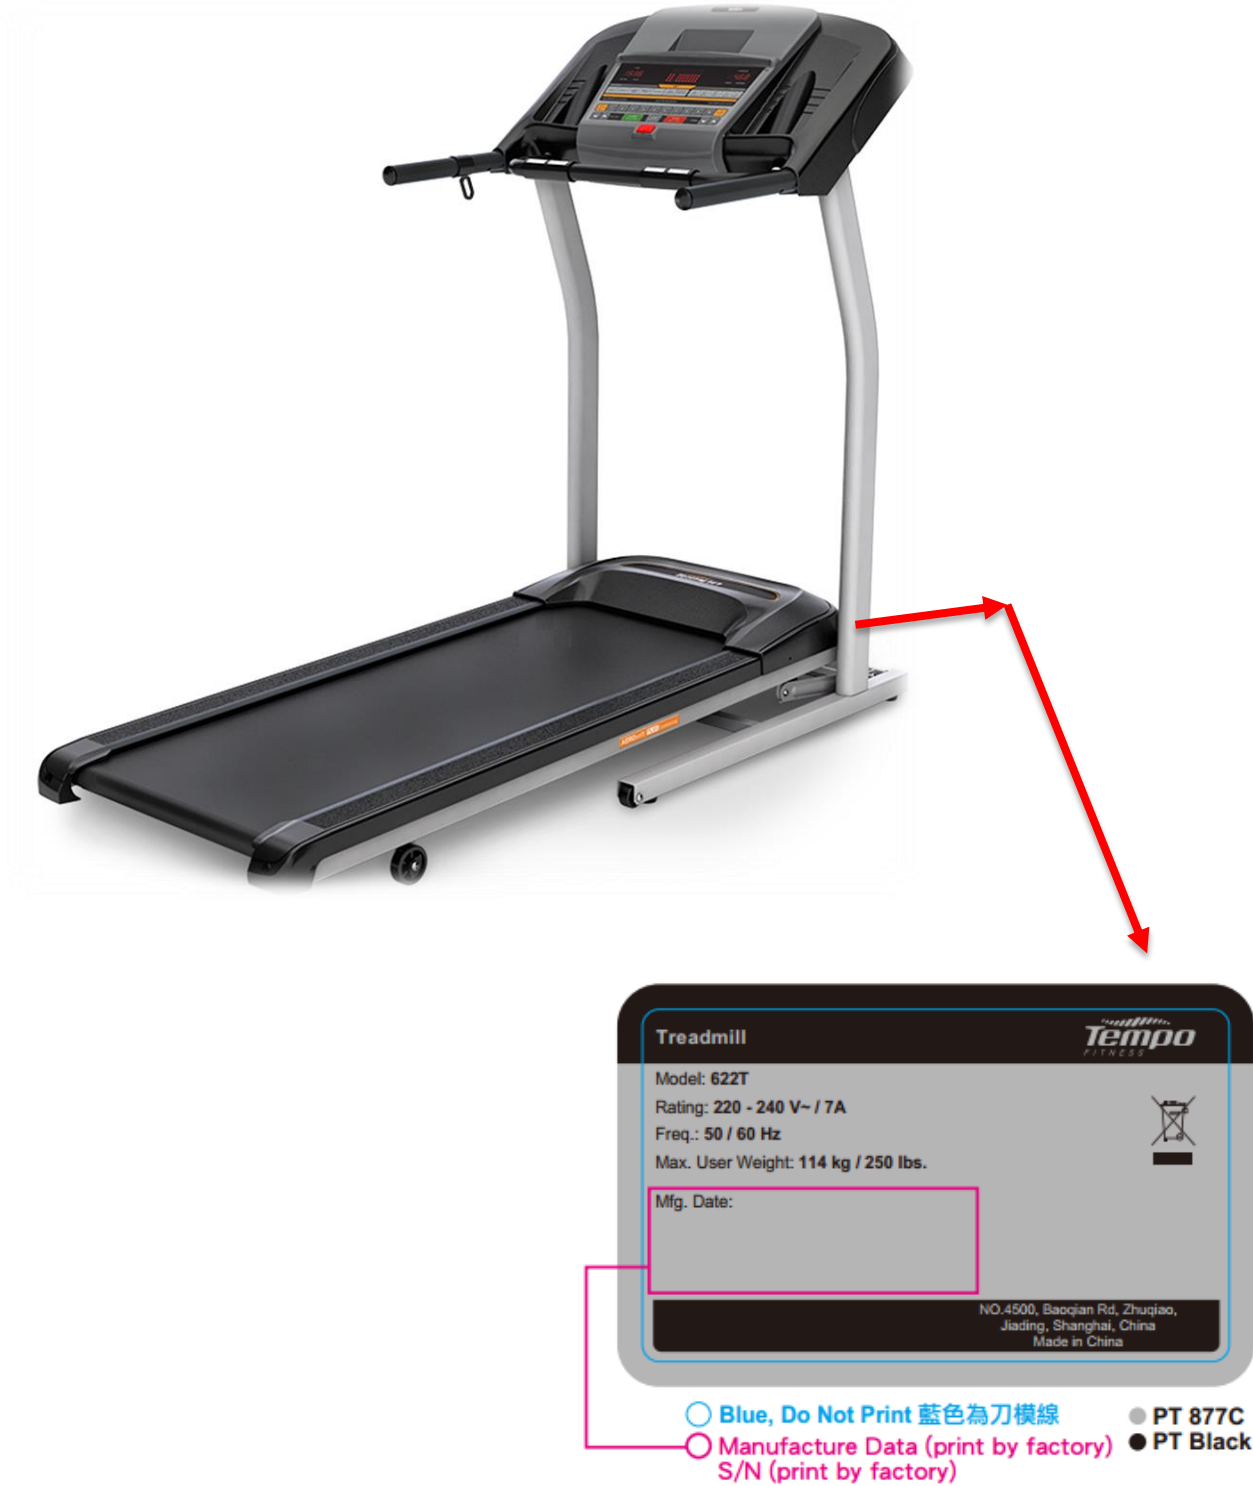 Treadmill
Tempo
FITNESS
Model: 622T
Rating: 220 - 240 V~ / 7A
Freq.: 50 / 60 Hz
Max. User Weight: 114 kg / 250 lbs.
Mfg. Date:
NO.4500, Baoqian Rd, Zhuqiao,
Jiading, Shanghai, China
Made in China
Blue, Do Not Print 藍色為刀模線
Manufacture Data (print by factory)
S/N (print by factory)
PT 877C
PT Black